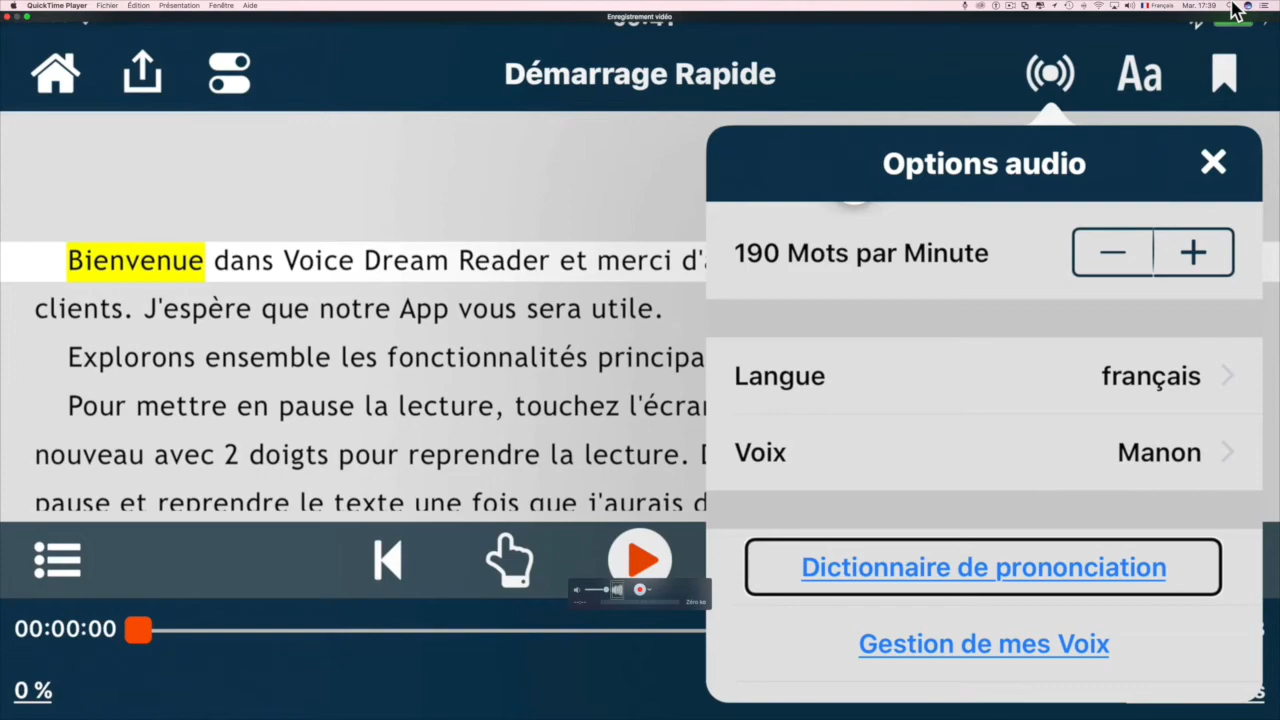 QuickTime Player Fichier Édition Présentation Fenêtre Aide Français Mar. 17:39
Enregistrement vidéo
Démarrage Rapide
Aa
Options audio
190 Mots par Minute
Bienvenue dans Voice Dream Reader et merci d'a
clients. J'espère que notre App vous sera utile.
Explorons ensemble les fonctionnalités principa
Pour mettre en pause la lecture, touchez l'écran
nouveau avec 2 doigts pour reprendre la lecture. D
pause et reprendre le texte une fois que j'aurais d
Langue français
Voix Manon
Dictionnaire de prononciation
Gestion de mes Voix
--:-- Zéro ko
00:00:00
0 %